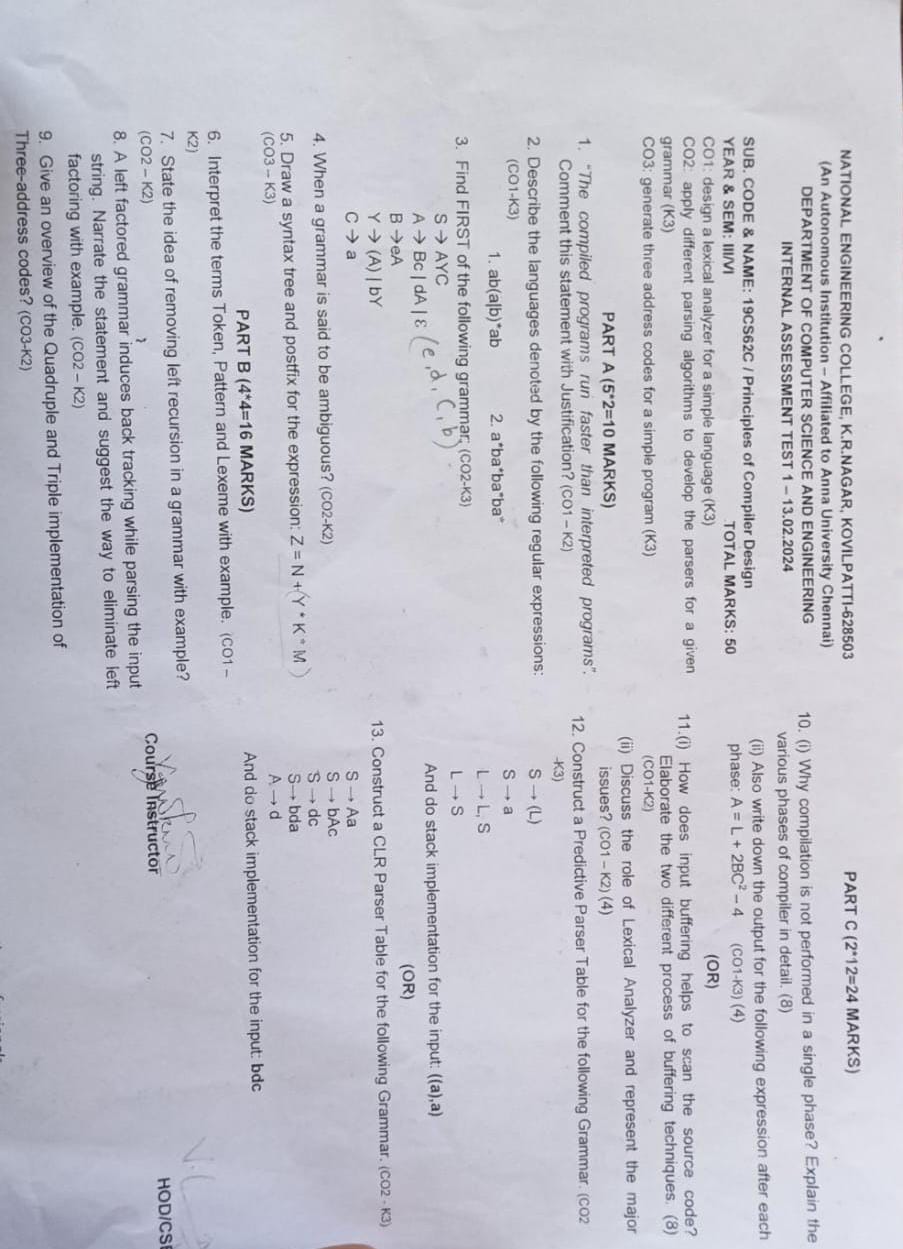 NATIONAL ENGINEERING COLLEGE, K.R.NAGAR, KOVILPATTI-628503
(An Autonomous Institution – Affiliated to Anna University Chennai)
DEPARTMENT OF COMPUTER SCIENCE AND ENGINEERING
INTERNAL ASSESSMENT TEST 1 – 13.02.2024
SUB. CODE & NAME: 19CS62C / Principles of Compiler Design
YEAR & SEM: III/VI TOTAL MARKS: 50
CO1: design a lexical analyzer for a simple language (K3)
CO2: apply different parsing algorithms to develop the parsers for a given
grammar (K3)
CO3: generate three address codes for a simple program (K3)
PART A (5*2=10 MARKS)
1. “The compiled programs run faster than interpreted programs”.
Comment this statement with Justification? (CO1 – K2)
2. Describe the languages denoted by the following regular expressions:
(CO1-K3)
1. ab(a|b)*ab 2. a*ba*ba*ba*
3. Find FIRST of the following grammar; (CO2-K3)
S → AYC
A → Bc | dA | ε (e, d, C, b)
B → eA
Y → (A) | bY
C → a
4. When a grammar is said to be ambiguous? (CO2-K2)
5. Draw a syntax tree and postfix for the expression: Z = N + (Y * K * M)
(CO3 – K3)
PART B (4*4=16 MARKS)
6. Interpret the terms Token, Pattern and Lexeme with example. (CO1 –
K2)
7. State the idea of removing left recursion in a grammar with example?
(CO2 – K2)
8. A left factored grammar induces back tracking while parsing the input
string. Narrate the statement and suggest the way to eliminate left
factoring with example. (CO2 – K2)
9. Give an overview of the Quadruple and Triple implementation of
Three-address codes? (CO3-K2)
PART C (2*12=24 MARKS)
10. (i) Why compilation is not performed in a single phase? Explain the
various phases of compiler in detail. (8)
(ii) Also write down the output for the following expression after each
phase: A = L + 2BC² – 4 (CO1-K3) (4)
(OR)
11.(i) How does input buffering helps to scan the source code?
Elaborate the two different process of buffering techniques. (8)
(CO1-K2)
(ii) Discuss the role of Lexical Analyzer and represent the major
issues? (CO1 – K2) (4)
12. Construct a Predictive Parser Table for the following Grammar. (CO2
-K3)
S → (L)
S → a
L → L, S
L → S
And do stack implementation for the input: ((a),a)
(OR)
13. Construct a CLR Parser Table for the following Grammar. (CO2 - K3)
S → Aa
S → bAc
S → dc
S → bda
A → d
And do stack implementation for the input: bdc
Course Instructor
HOD/CSE